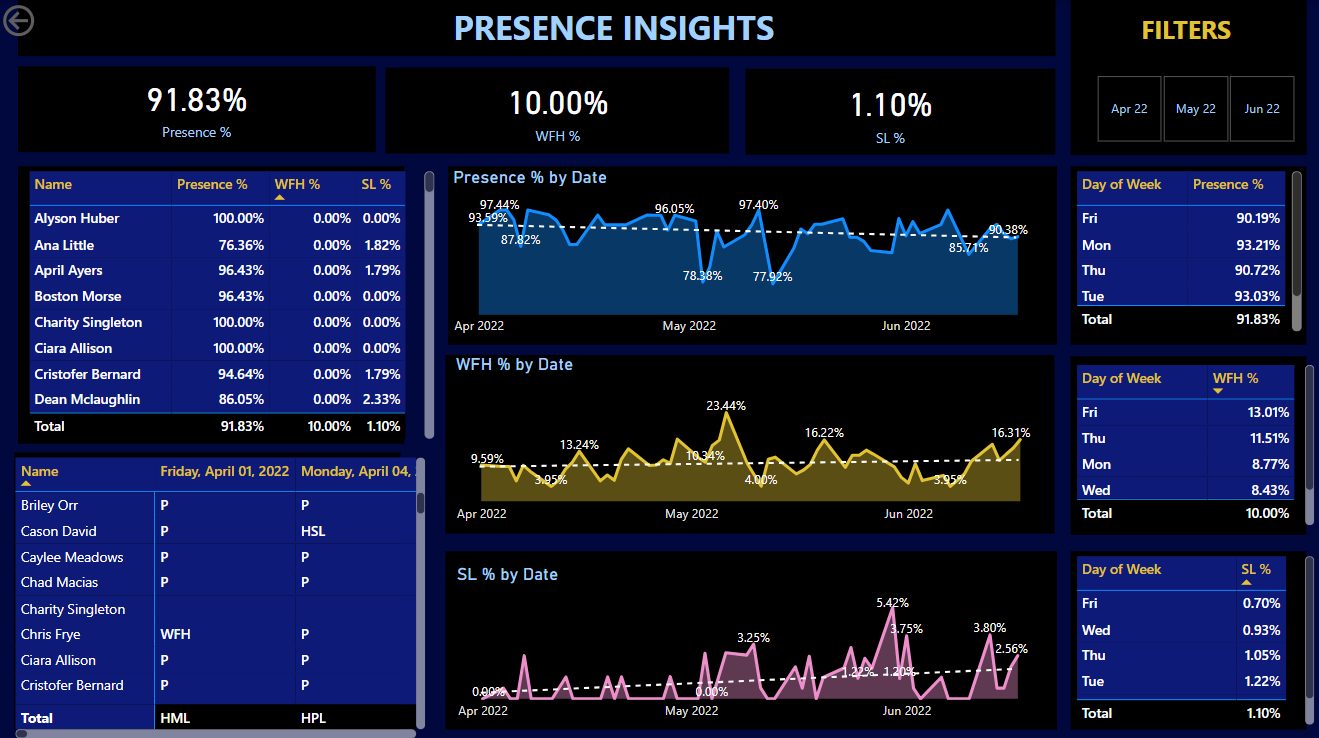 PRESENCE INSIGHTS
FILTERS
91.83%
Presence %
10.00%
WFH %
1.10%
SL %
Apr 22 May 22 Jun 22
Name Presence % WFH % SL %
Alyson Huber 100.00% 0.00% 0.00%
Ana Little 76.36% 0.00% 1.82%
April Ayers 96.43% 0.00% 1.79%
Boston Morse 96.43% 0.00% 1.79%
Charity Singleton 100.00% 0.00% 0.00%
Ciara Allison 100.00% 0.00% 0.00%
Cristofer Bernard 94.64% 0.00% 1.79%
Dean Mclaughlin 86.05% 0.00% 2.33%
Total 91.83% 10.00% 1.10%
Name Friday, April 01, 2022 Monday, April 04, :
Briley Orr P P
Cason David P HSL
Caylee Meadows P P
Chad Macias P P
Charity Singleton
Chris Frye WFH P
Ciara Allison P P
Cristofer Bernard P P
Total HML HPL
Presence % by Date
97.44% 96.05% 97.40%
93.59% 90.38%
87.82% 85.71%
78.38% 77.92%
Apr 2022 May 2022 Jun 2022
WFH % by Date
23.44%
13.24% 16.22% 16.31%
9.59% 10.34%
3.95% 4.00% 3.95%
Apr 2022 May 2022 Jun 2022
SL % by Date
5.42%
3.25% 3.75% 3.80%
2.56%
1.22% 1.20%
0.00% 0.00%
Apr 2022 May 2022 Jun 2022
Day of Week Presence %
Fri 90.19%
Mon 93.21%
Thu 90.72%
Tue 93.03%
Total 91.83%
Day of Week WFH %
Fri 13.01%
Thu 11.51%
Mon 8.77%
Wed 8.43%
Total 10.00%
Day of Week SL %
Fri 0.70%
Wed 0.93%
Thu 1.05%
Tue 1.22%
Total 1.10%